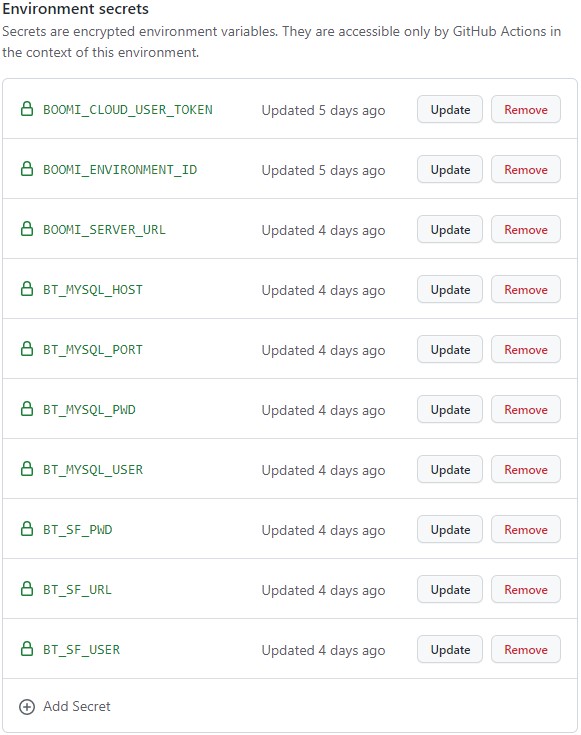 Environment secrets
Secrets are encrypted environment variables. They are accessible only by GitHub Actions in
the context of this environment.
BOOMI_CLOUD_USER_TOKEN Updated 5 days ago Update Remove
BOOMI_ENVIRONMENT_ID Updated 5 days ago Update Remove
BOOMI_SERVER_URL Updated 4 days ago Update Remove
BT_MYSQL_HOST Updated 4 days ago Update Remove
BT_MYSQL_PORT Updated 4 days ago Update Remove
BT_MYSQL_PWD Updated 4 days ago Update Remove
BT_MYSQL_USER Updated 4 days ago Update Remove
BT_SF_PWD Updated 4 days ago Update Remove
BT_SF_URL Updated 4 days ago Update Remove
BT_SF_USER Updated 4 days ago Update Remove
Add Secret